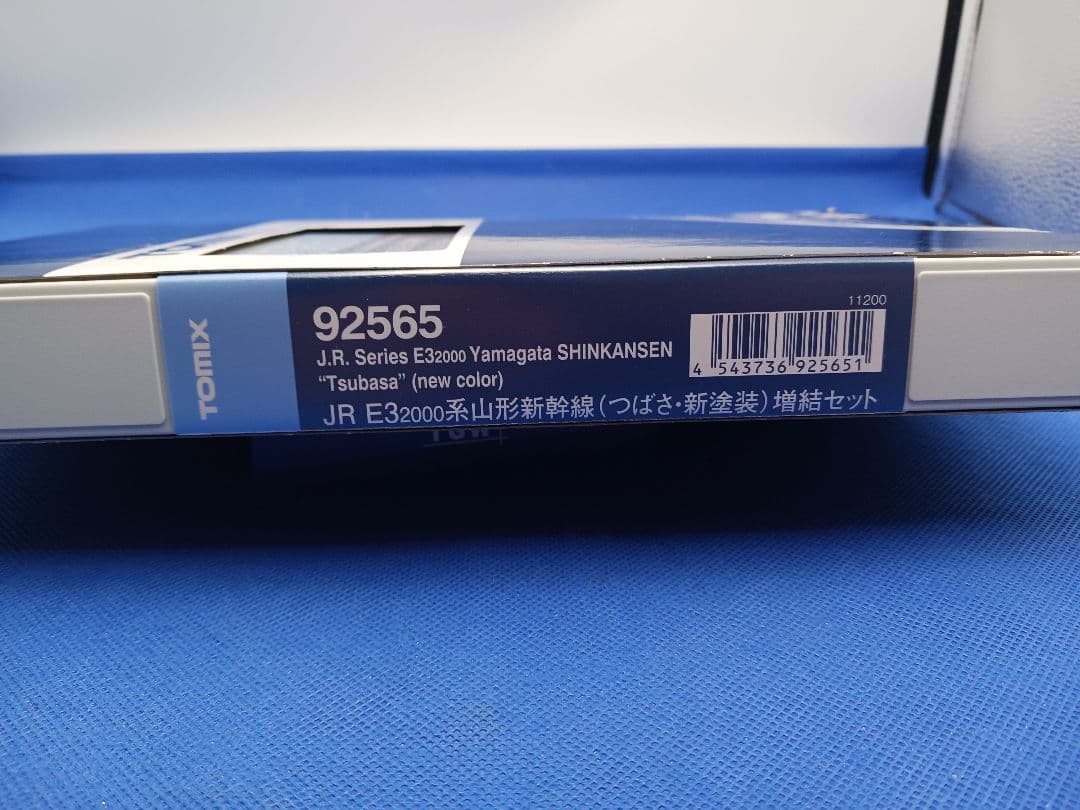 TOMIX
92565
J.R. Series E32000 Yamagata SHINKANSEN
“Tsubasa” (new color)
JR E32000系山形新幹線(つばさ・新塗装)増結セット
11200
4 543736 925651